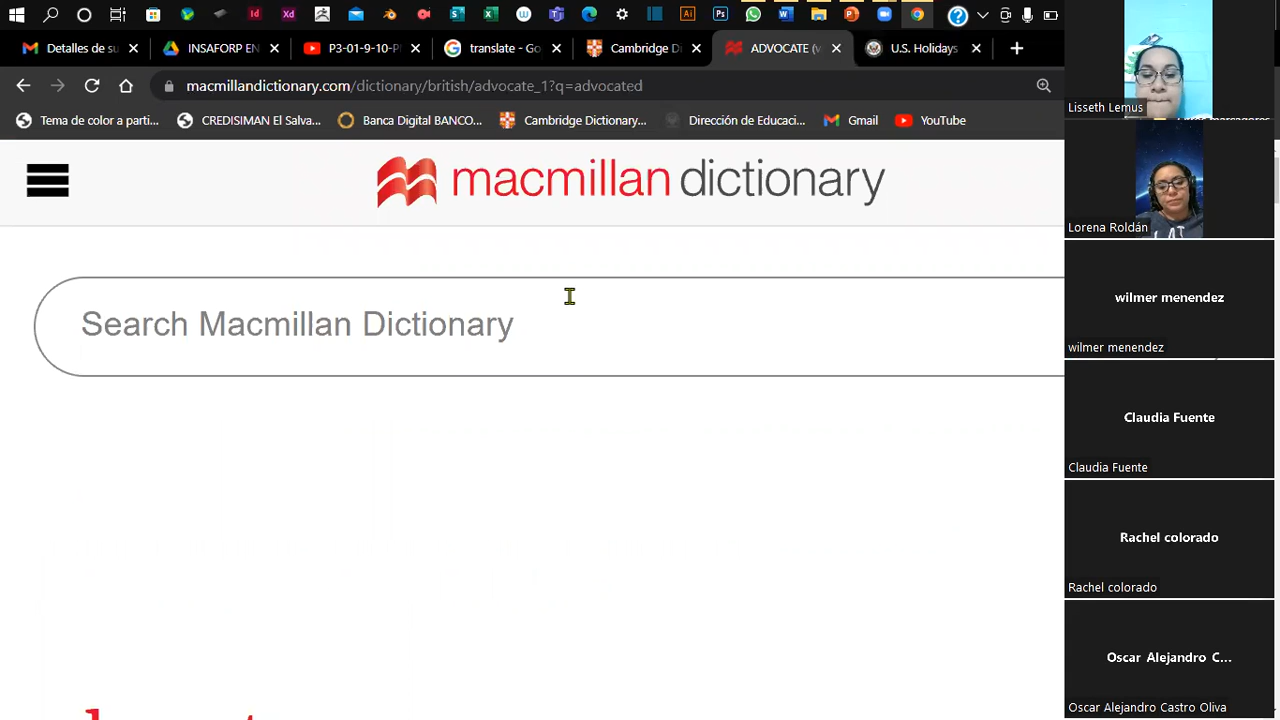 Detalles de su
INSAFORP EN
P3-01-9-10-P
translate - Go
Cambridge D
ADVOCATE (v
U.S. Holidays
macmillandictionary.com/dictionary/british/advocate_1?q=advocated
Tema de color a parti...
CREDISIMAN El Salva...
Banca Digital BANCO...
Cambridge Dictionary...
Dirección de Educaci...
Gmail
YouTube
macmillan dictionary
Search Macmillan Dictionary
Lisseth Lemus
Lorena Roldán
wilmer menendez
wilmer menendez
Claudia Fuente
Claudia Fuente
Rachel colorado
Rachel colorado
Oscar Alejandro C...
Oscar Alejandro Castro Oliva